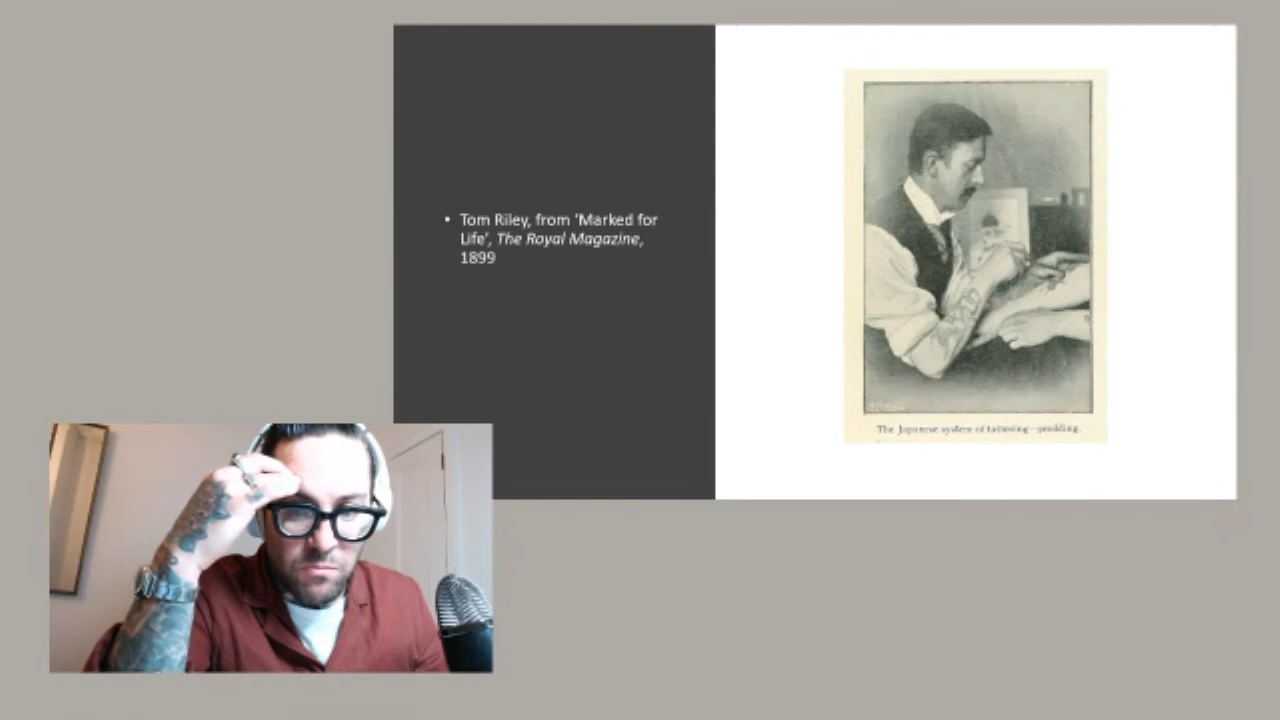 • Tom Riley, from 'Marked for
Life', The Royal Magazine,
1899
The Japanese system of tattooing—prodding.